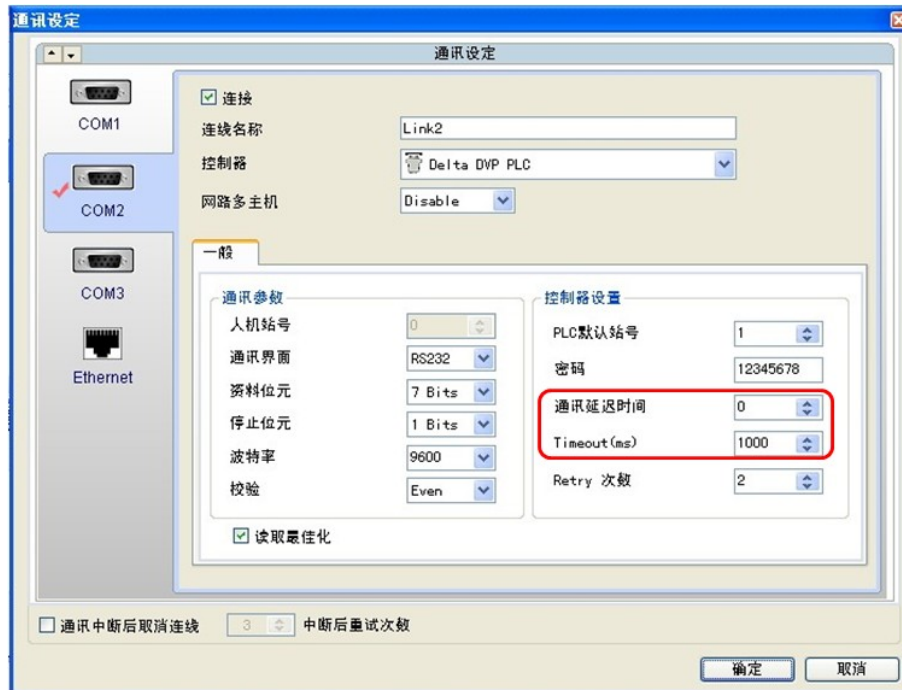 通讯设定
通讯设定
COM1
COM2
COM3
Ethernet
连接
连线名称 Link2
控制器 Delta DVP PLC
网路多主机 Disable
一般
通讯参数
人机站号 0
通讯界面 RS232
资料位元 7 Bits
停止位元 1 Bits
波特率 9600
校验 Even
读取最佳化
控制器设置
PLC默认站号 1
密码 12345678
通讯延迟时间 0
Timeout(ms) 1000
Retry 次数 2
通讯中断后取消连线 3 中断后重试次数
确定 取消